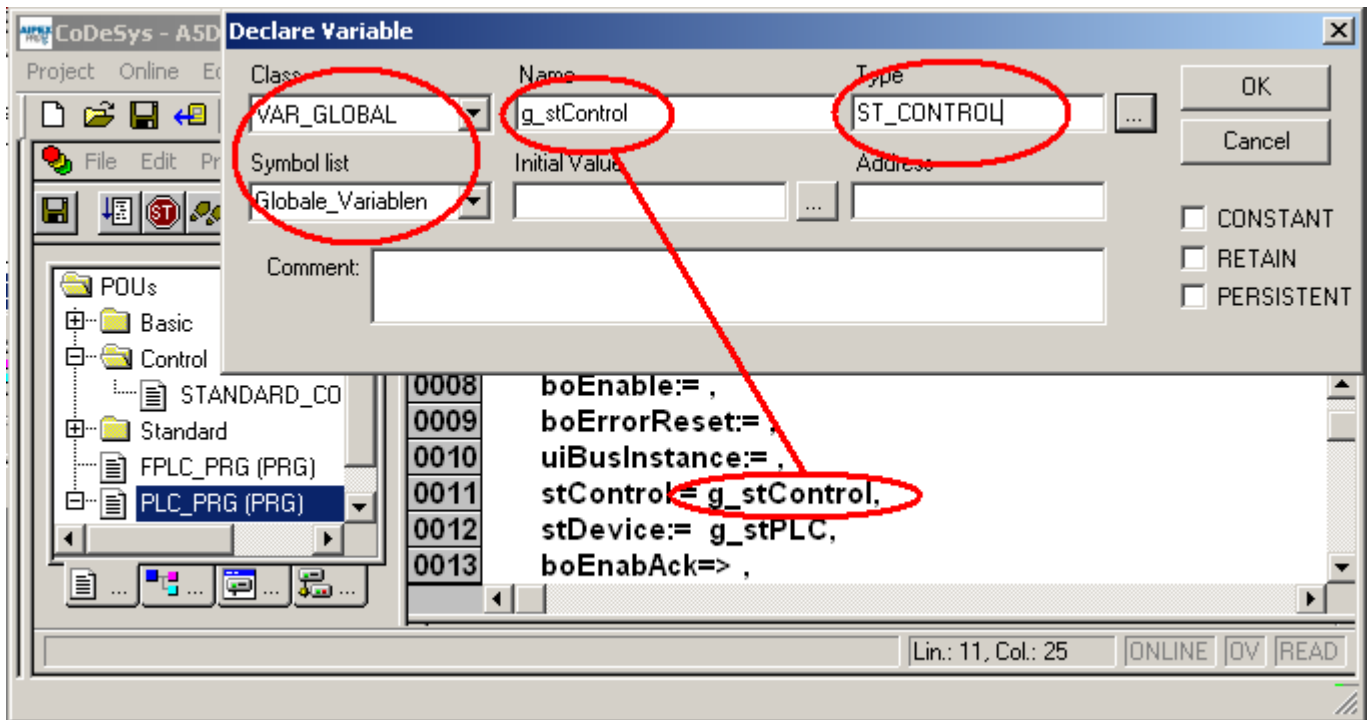 CoDeSys - A5D
Declare Variable
Project Online Ed
Class
Name
Type
VAR_GLOBAL
g_stControl
ST_CONTROL
...
OK
Cancel
File Edit Pr
Symbol list
Initial Value
Address
Globale_Variablen
...
CONSTANT
RETAIN
PERSISTENT
Comment:
POUs
Basic
Control
STANDARD_CO
Standard
FPLC_PRG (PRG)
PLC_PRG (PRG)
0008 boEnable:= ,
0009 boErrorReset:= ,
0010 uiBusInstance:= ,
0011 stControl:= g_stControl,
0012 stDevice:= g_stPLC,
0013 boEnabAck=> ,
... ... ... ...
Lin.: 11, Col.: 25 ONLINE OV READ